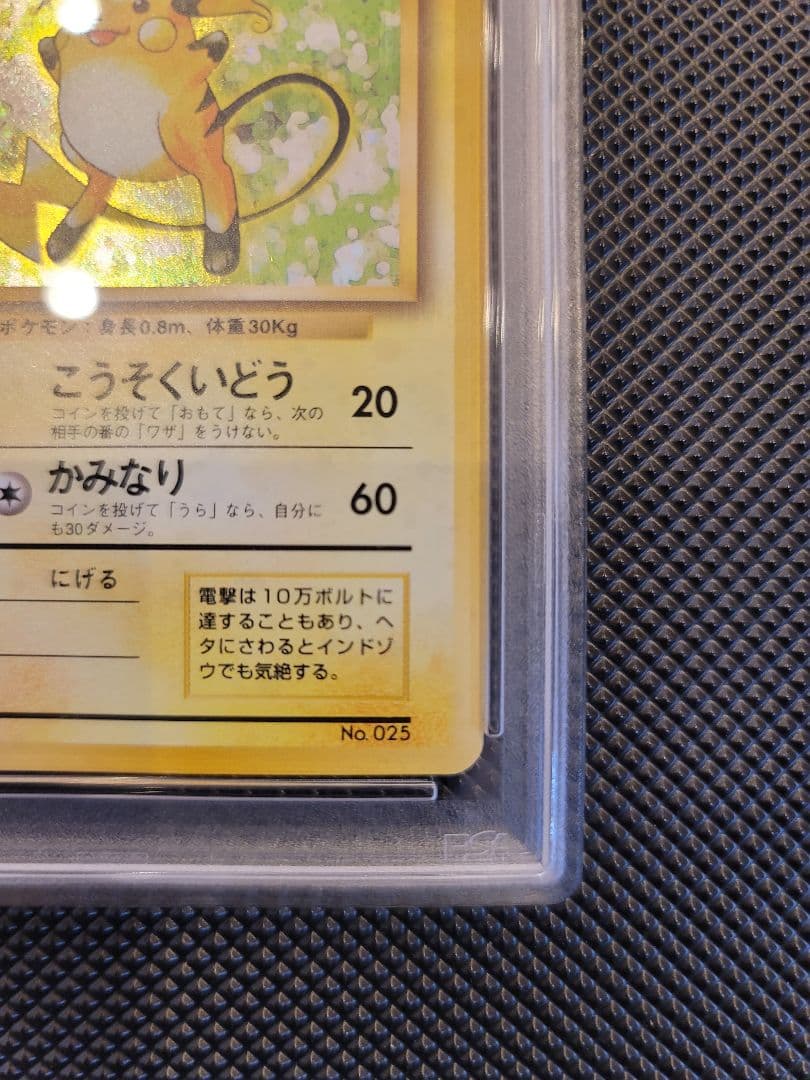 ポケモン：身長0.8m、体重30Kg
こうそくいどう 20
コインを投げて「おもて」なら、次の
相手の番の「ワザ」をうけない。
かみなり 60
コインを投げて「うら」なら、自分に
も30ダメージ。
にげる
電撃は10万ボルトに
達することもあり、ヘ
タにさわるとインドゾ
ウでも気絶する。
No. 025
PSA